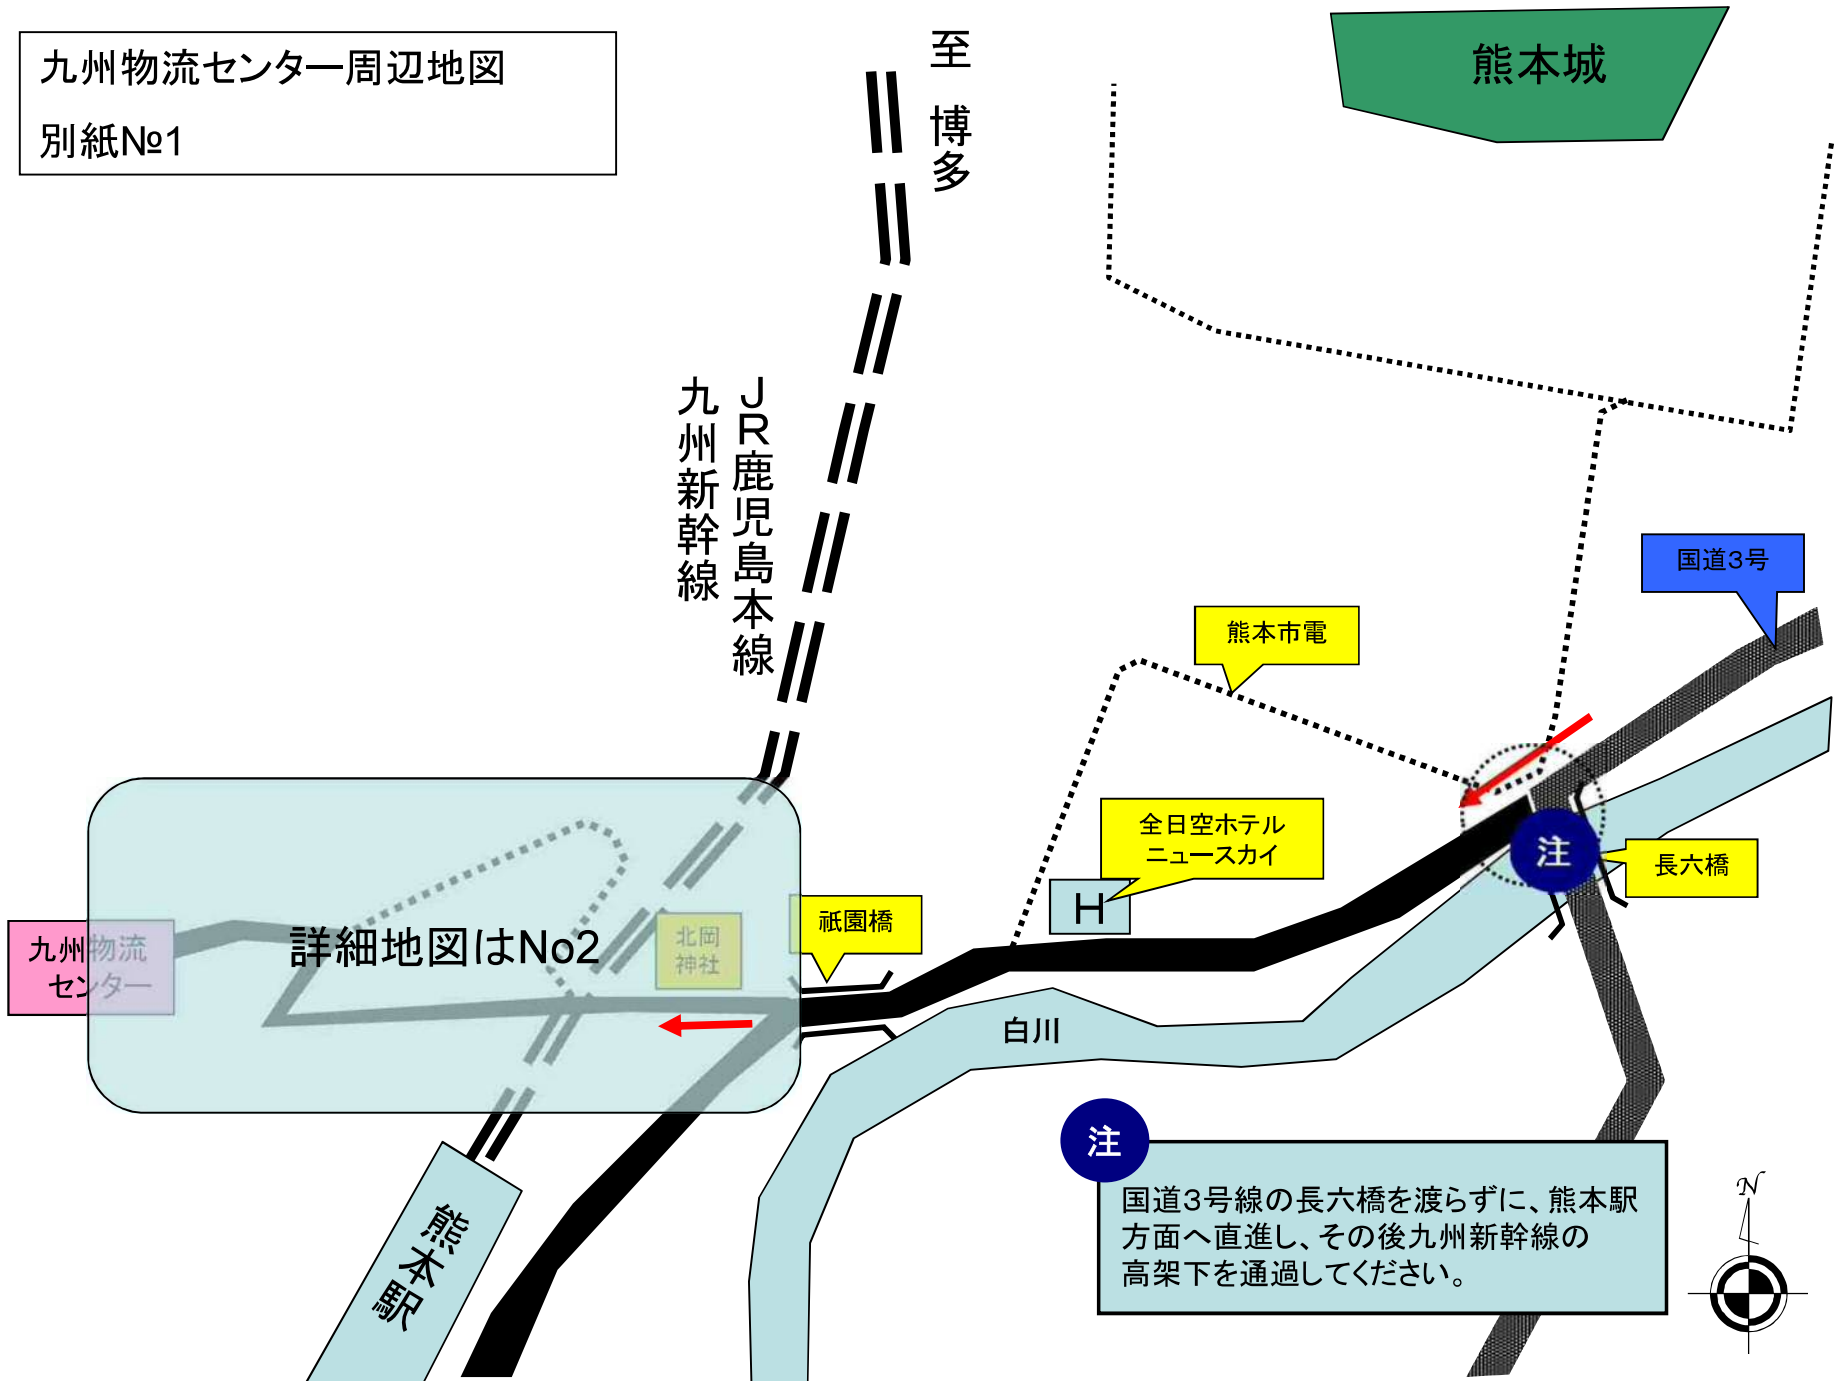 九州物流センター周辺地図
別紙№1
至 博多
熊本城
JR鹿児島本線
九州新幹線
国道3号
熊本市電
全日空ホテル
ニュースカイ
H
注
長六橋
祇園橋
北岡
神社
九州物流
センター
詳細地図はNo2
白川
熊本駅
注
国道3号線の長六橋を渡らずに、熊本駅
方面へ直進し、その後九州新幹線の
高架下を通過してください。
N